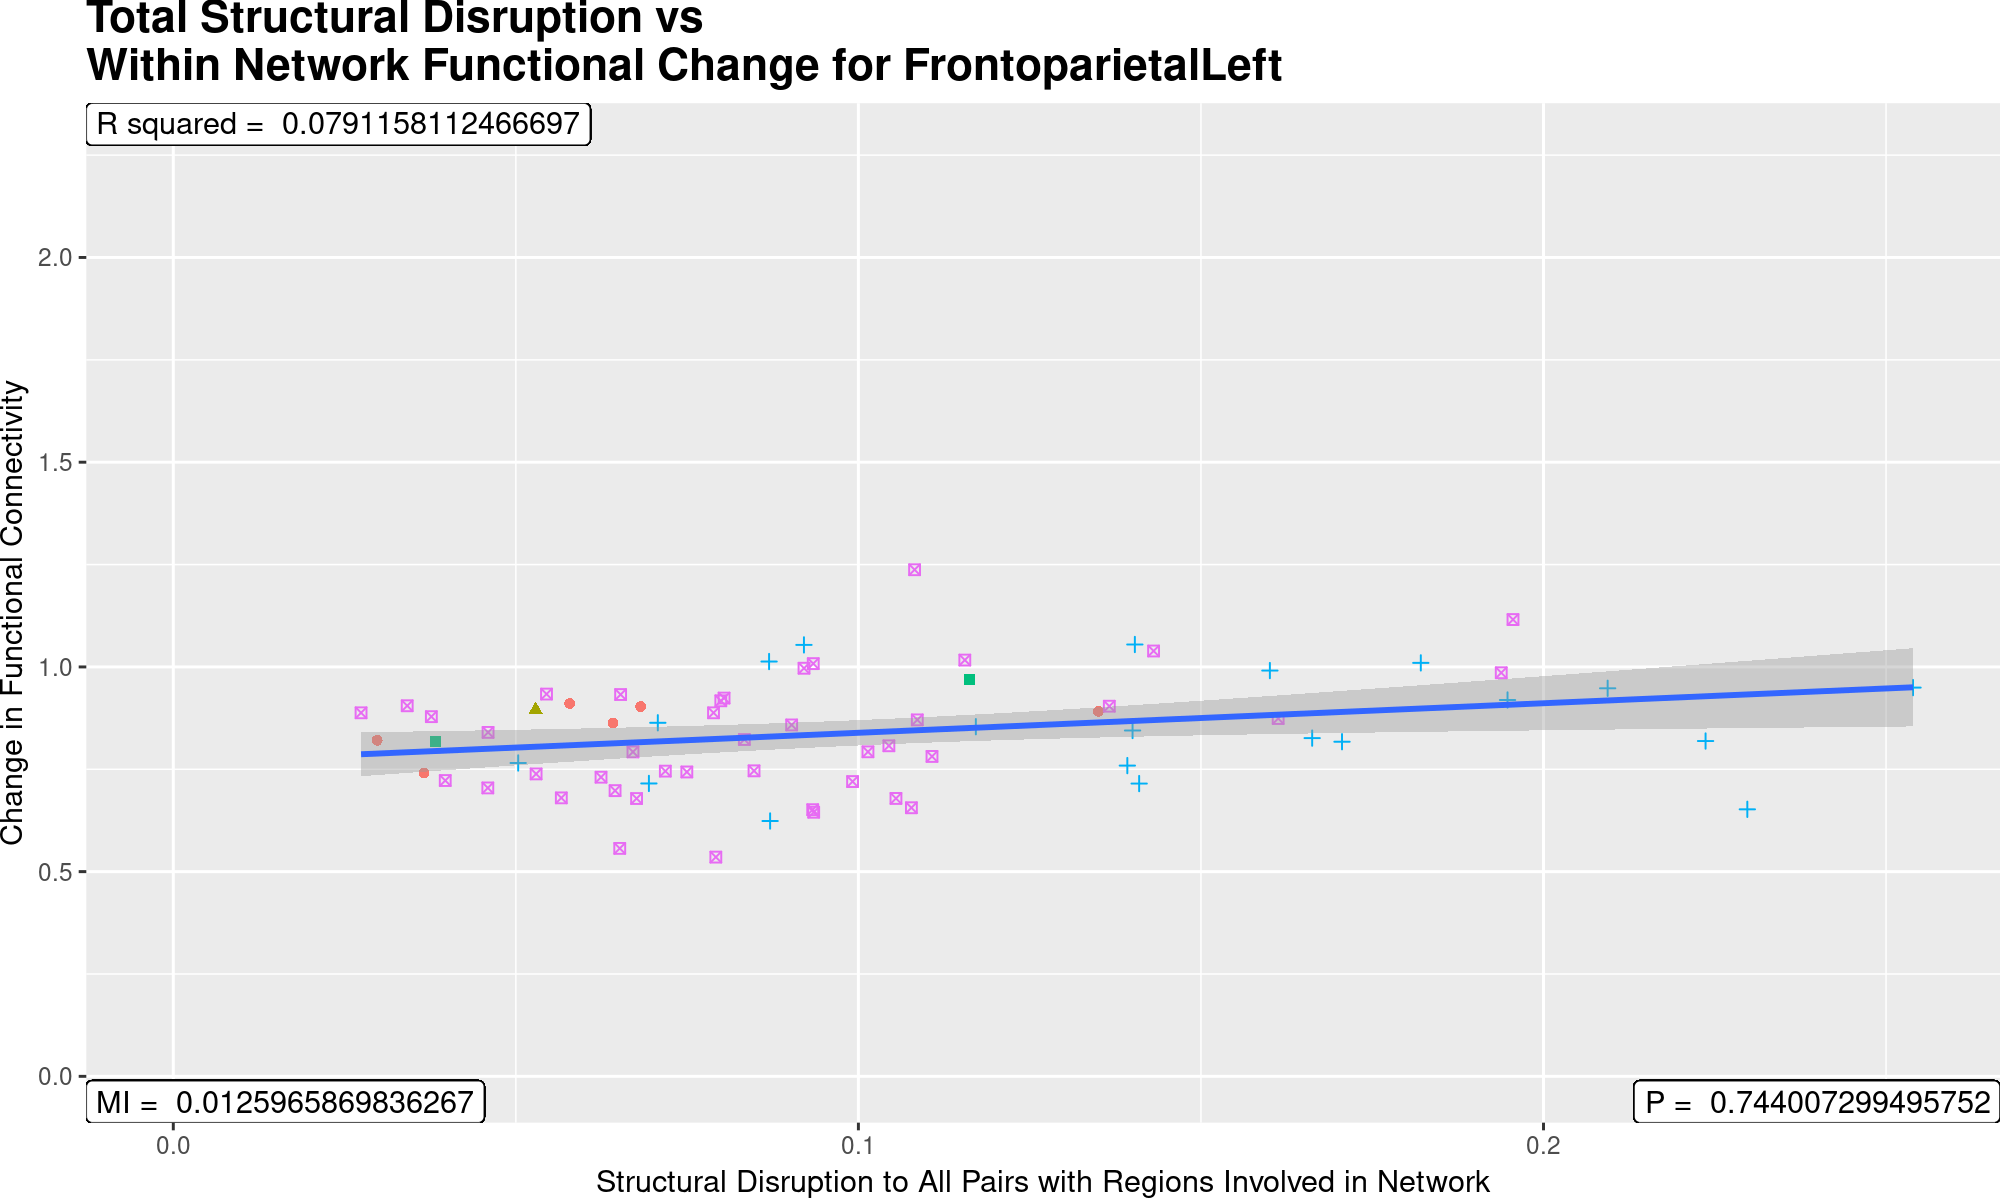 Total Structural Disruption vs
Within Network Functional Change for FrontoparietalLeft
R squared =  0.0791158112466697
Change in Functional Connectivity
2.0
1.5
1.0
0.5
0.0
MI =  0.0125965869836267
P =  0.744007299495752
0.0
0.1
0.2
Structural Disruption to All Pairs with Regions Involved in Network